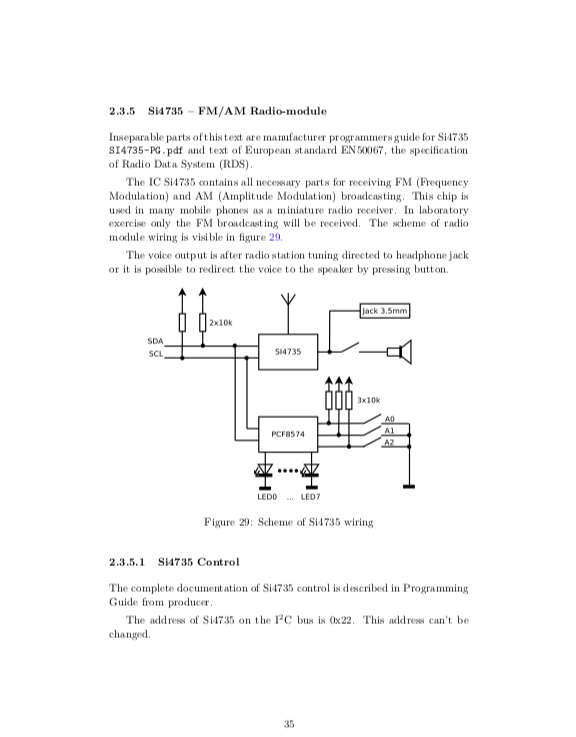 2.3.5 Si4735 – FM/AM Radio-module
Inseparable parts of this text are manufacturer programmers guide for Si4735
SI4735-PG.pdf and text of European standard EN50067, the specification
of Radio Data System (RDS).
The IC Si4735 contains all necessary parts for receiving FM (Frequency
Modulation) and AM (Amplitude Modulation) broadcasting. This chip is
used in many mobile phones as a miniature radio receiver. In laboratory
exercise only the FM broadcasting will be received. The scheme of radio
module wiring is visible in figure 29.
The voice output is after radio station tuning directed to headphone jack
or it is possible to redirect the voice to the speaker by pressing button.
Jack 3.5mm
2x10k
SDA
SCL
SI4735
3x10k
A0
A1
A2
PCF8574
LED0 ... LED7
Figure 29: Scheme of Si4735 wiring
2.3.5.1 Si4735 Control
The complete documentation of Si4735 control is described in Programming
Guide from producer.
The address of Si4735 on the I²C bus is 0x22. This address can't be
changed.
35